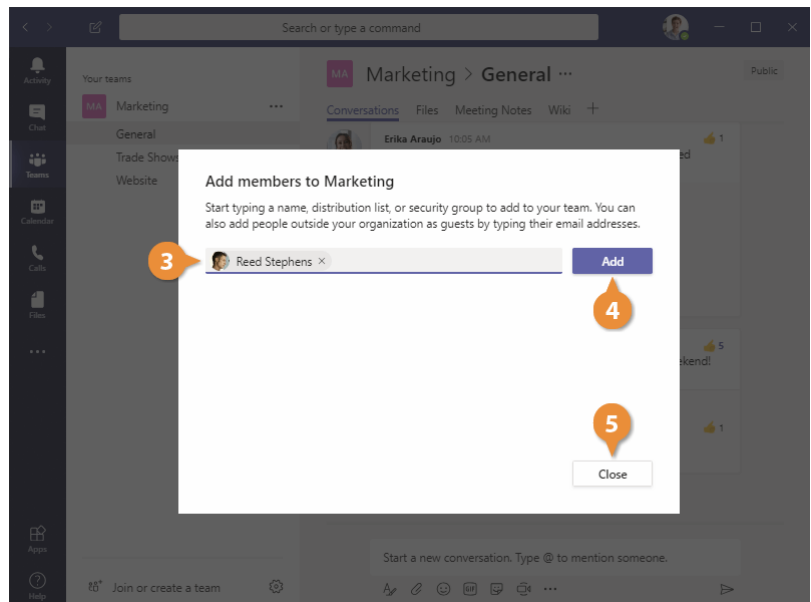 Search or type a command
Activity
Chat
Teams
Calendar
Calls
Files
Apps
Help
Your teams
MA Marketing
General
Trade Shows
Website
Join or create a team
MA Marketing > General
Public
Conversations Files Meeting Notes Wiki
Erika Araujo 10:05 AM
1
ed
Add members to Marketing
Start typing a name, distribution list, or security group to add to your team. You can
also add people outside your organization as guests by typing their email addresses.
3 Reed Stephens × Add
4
5
ekend!
5
1
Close
Start a new conversation. Type @ to mention someone.
GIF